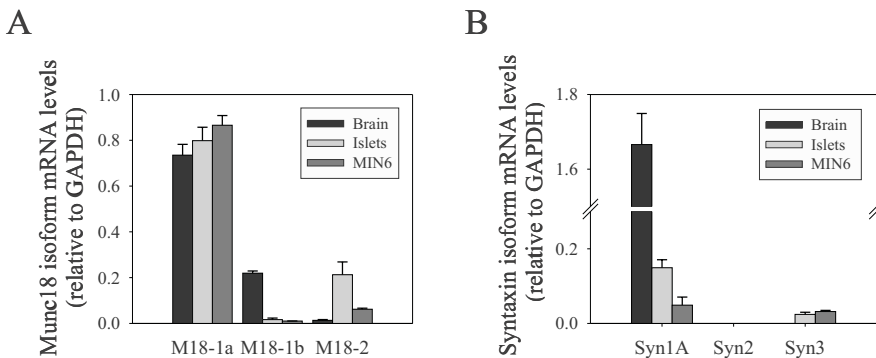 A
Munc18 isoform mRNA levels
(relative to GAPDH)
1.0
0.8
0.6
0.4
0.2
0.0
Brain
Islets
MIN6
M18-1a M18-1b M18-2
B
Syntaxin isoform mRNA levels
(relative to GAPDH)
1.8
1.6
0.2
0.0
Brain
Islets
MIN6
Syn1A Syn2 Syn3